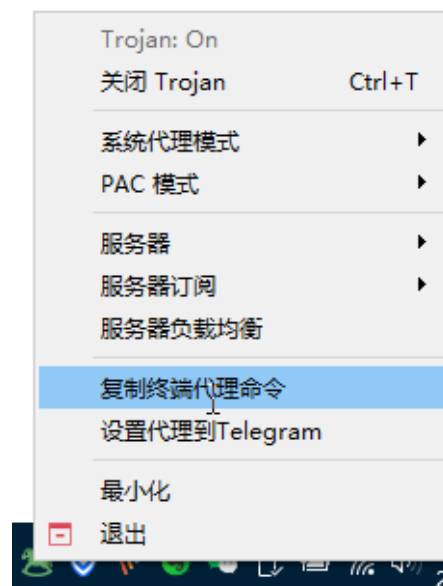 Trojan: On
关闭 Trojan Ctrl+T
系统代理模式
PAC 模式
服务器
服务器订阅
服务器负载均衡
复制终端代理命令
设置代理到Telegram
最小化
退出